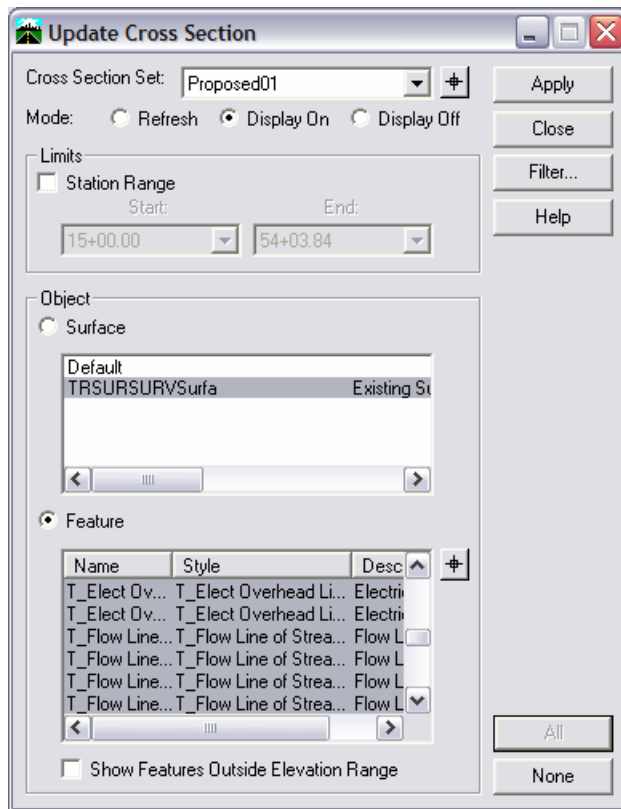 Update Cross Section
Cross Section Set: Proposed01
Mode: Refresh Display On Display Off
Apply
Close
Filter...
Help
Limits
Station Range
Start: End:
15+00.00 54+03.84
Object
Surface
Default
TRSURSURVSurfa Existing Su
Feature
Name Style Desc
T_Elect Ov... T_Elect Overhead Li... Electri
T_Elect Ov... T_Elect Overhead Li... Electri
T_Flow Line... T_Flow Line of Strea... Flow L
T_Flow Line... T_Flow Line of Strea... Flow L
T_Flow Line... T_Flow Line of Strea... Flow L
T_Flow Line... T_Flow Line of Strea... Flow L
Show Features Outside Elevation Range
All
None